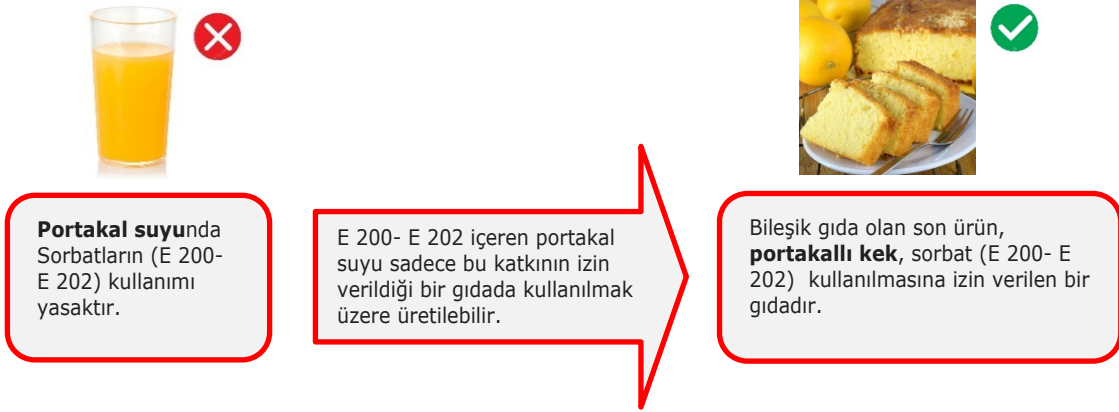 Portakal suyunda
Sorbatların (E 200-
E 202) kullanımı
yasaktır.
E 200- E 202 içeren portakal
suyu sadece bu katkının izin
verildiği bir gıdada kullanılmak
üzere üretilebilir.
Bileşik gıda olan son ürün,
portakallı kek, sorbat (E 200- E
202) kullanılmasına izin verilen bir
gıdadır.